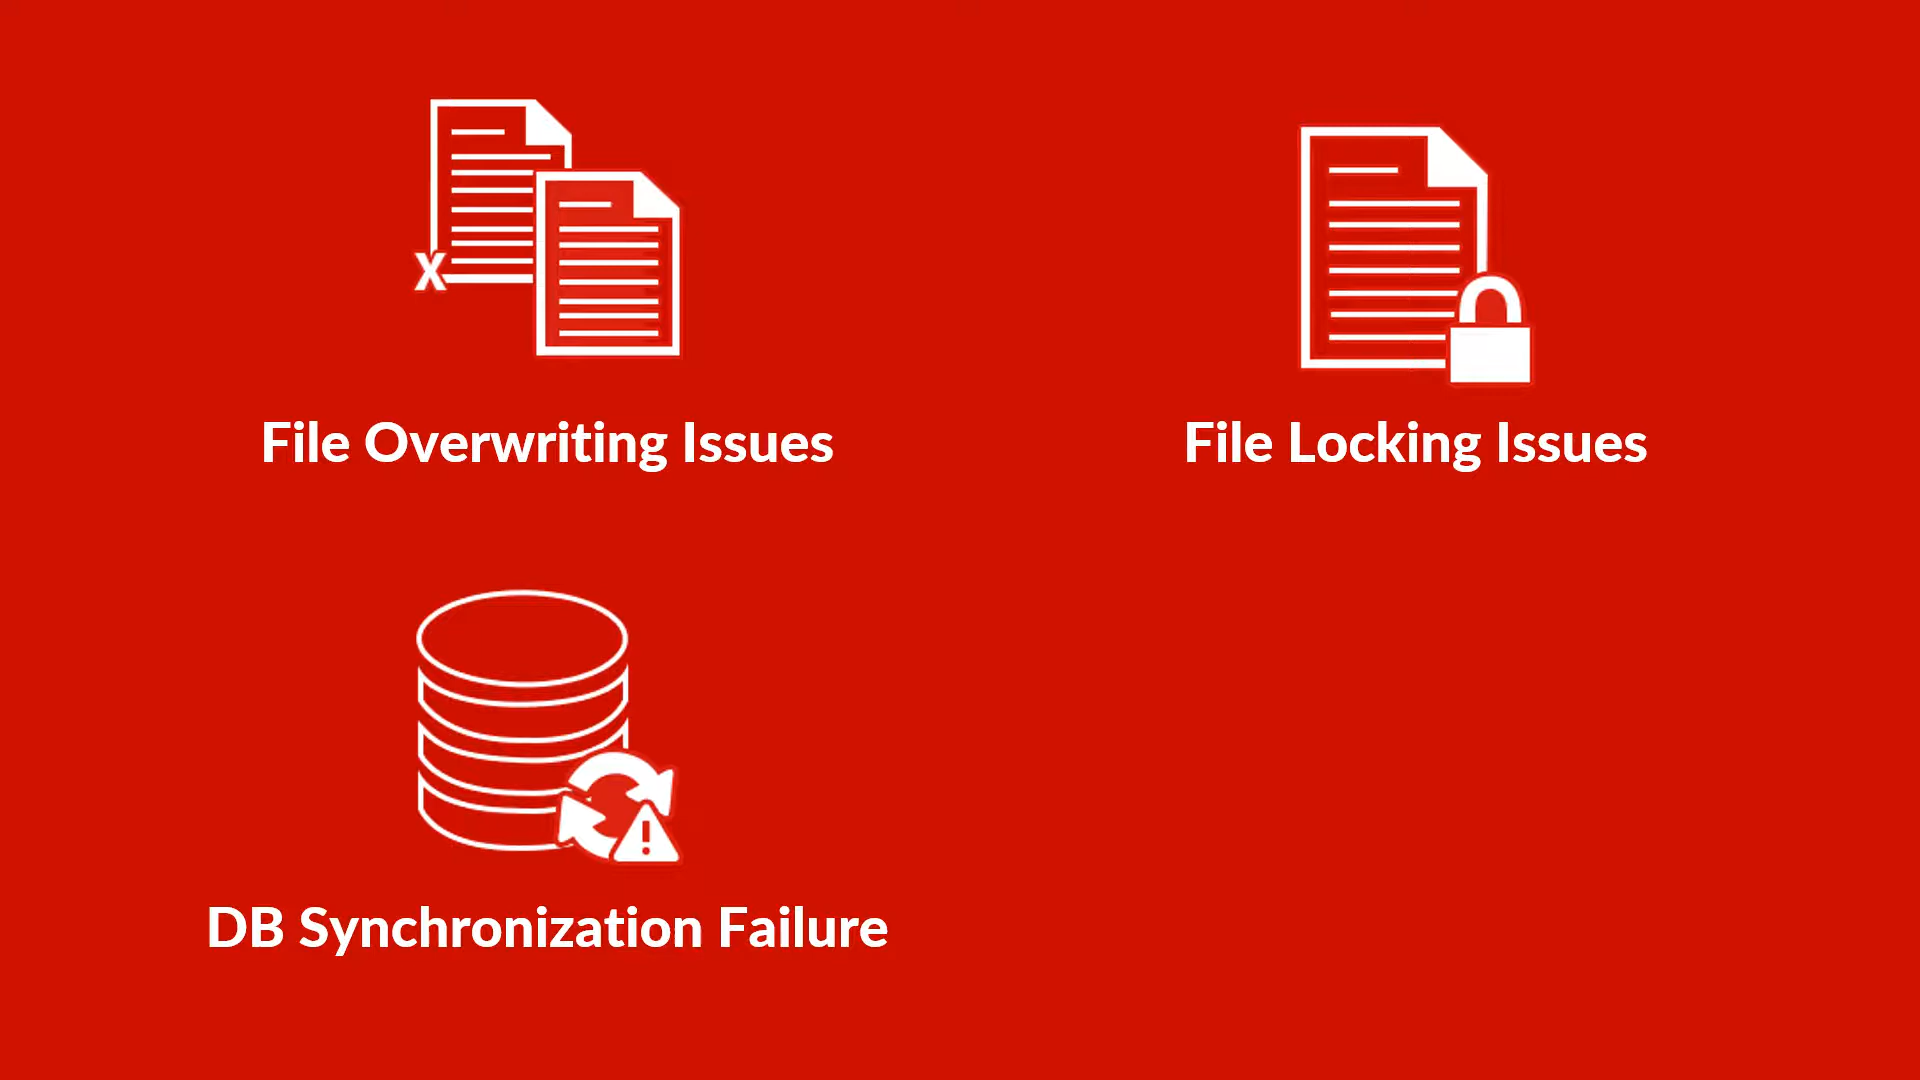 X
File Overwriting Issues
File Locking Issues
!
DB Synchronization Failure